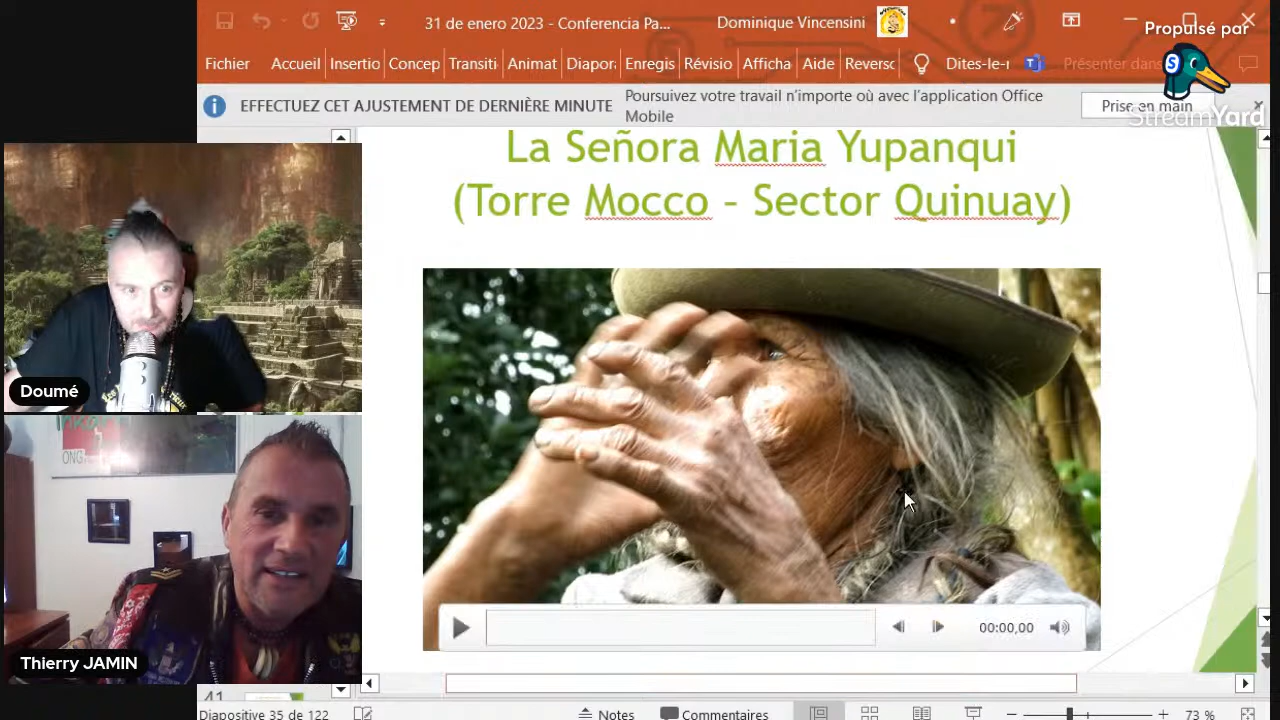 31 de enero 2023 - Conferencia Pa...
Dominique Vincensini
Propulsé par
StreamYard
Fichier
Accueil
Insertio
Concep
Transiti
Animat
Diapor
Enregis
Révisio
Afficha
Aide
Reversc
Dites-le-r
Présenter dans
EFFECTUEZ CET AJUSTEMENT DE DERNIÈRE MINUTE
Poursuivez votre travail n'importe où avec l'application Office
Mobile
Prise en main
La Señora Maria Yupanqui
(Torre Mocco – Sector Quinuay)
Doumé
ONG
Thierry JAMIN
00:00,00
41
Diapositive 35 de 122
Notes
Commentaires
73 %